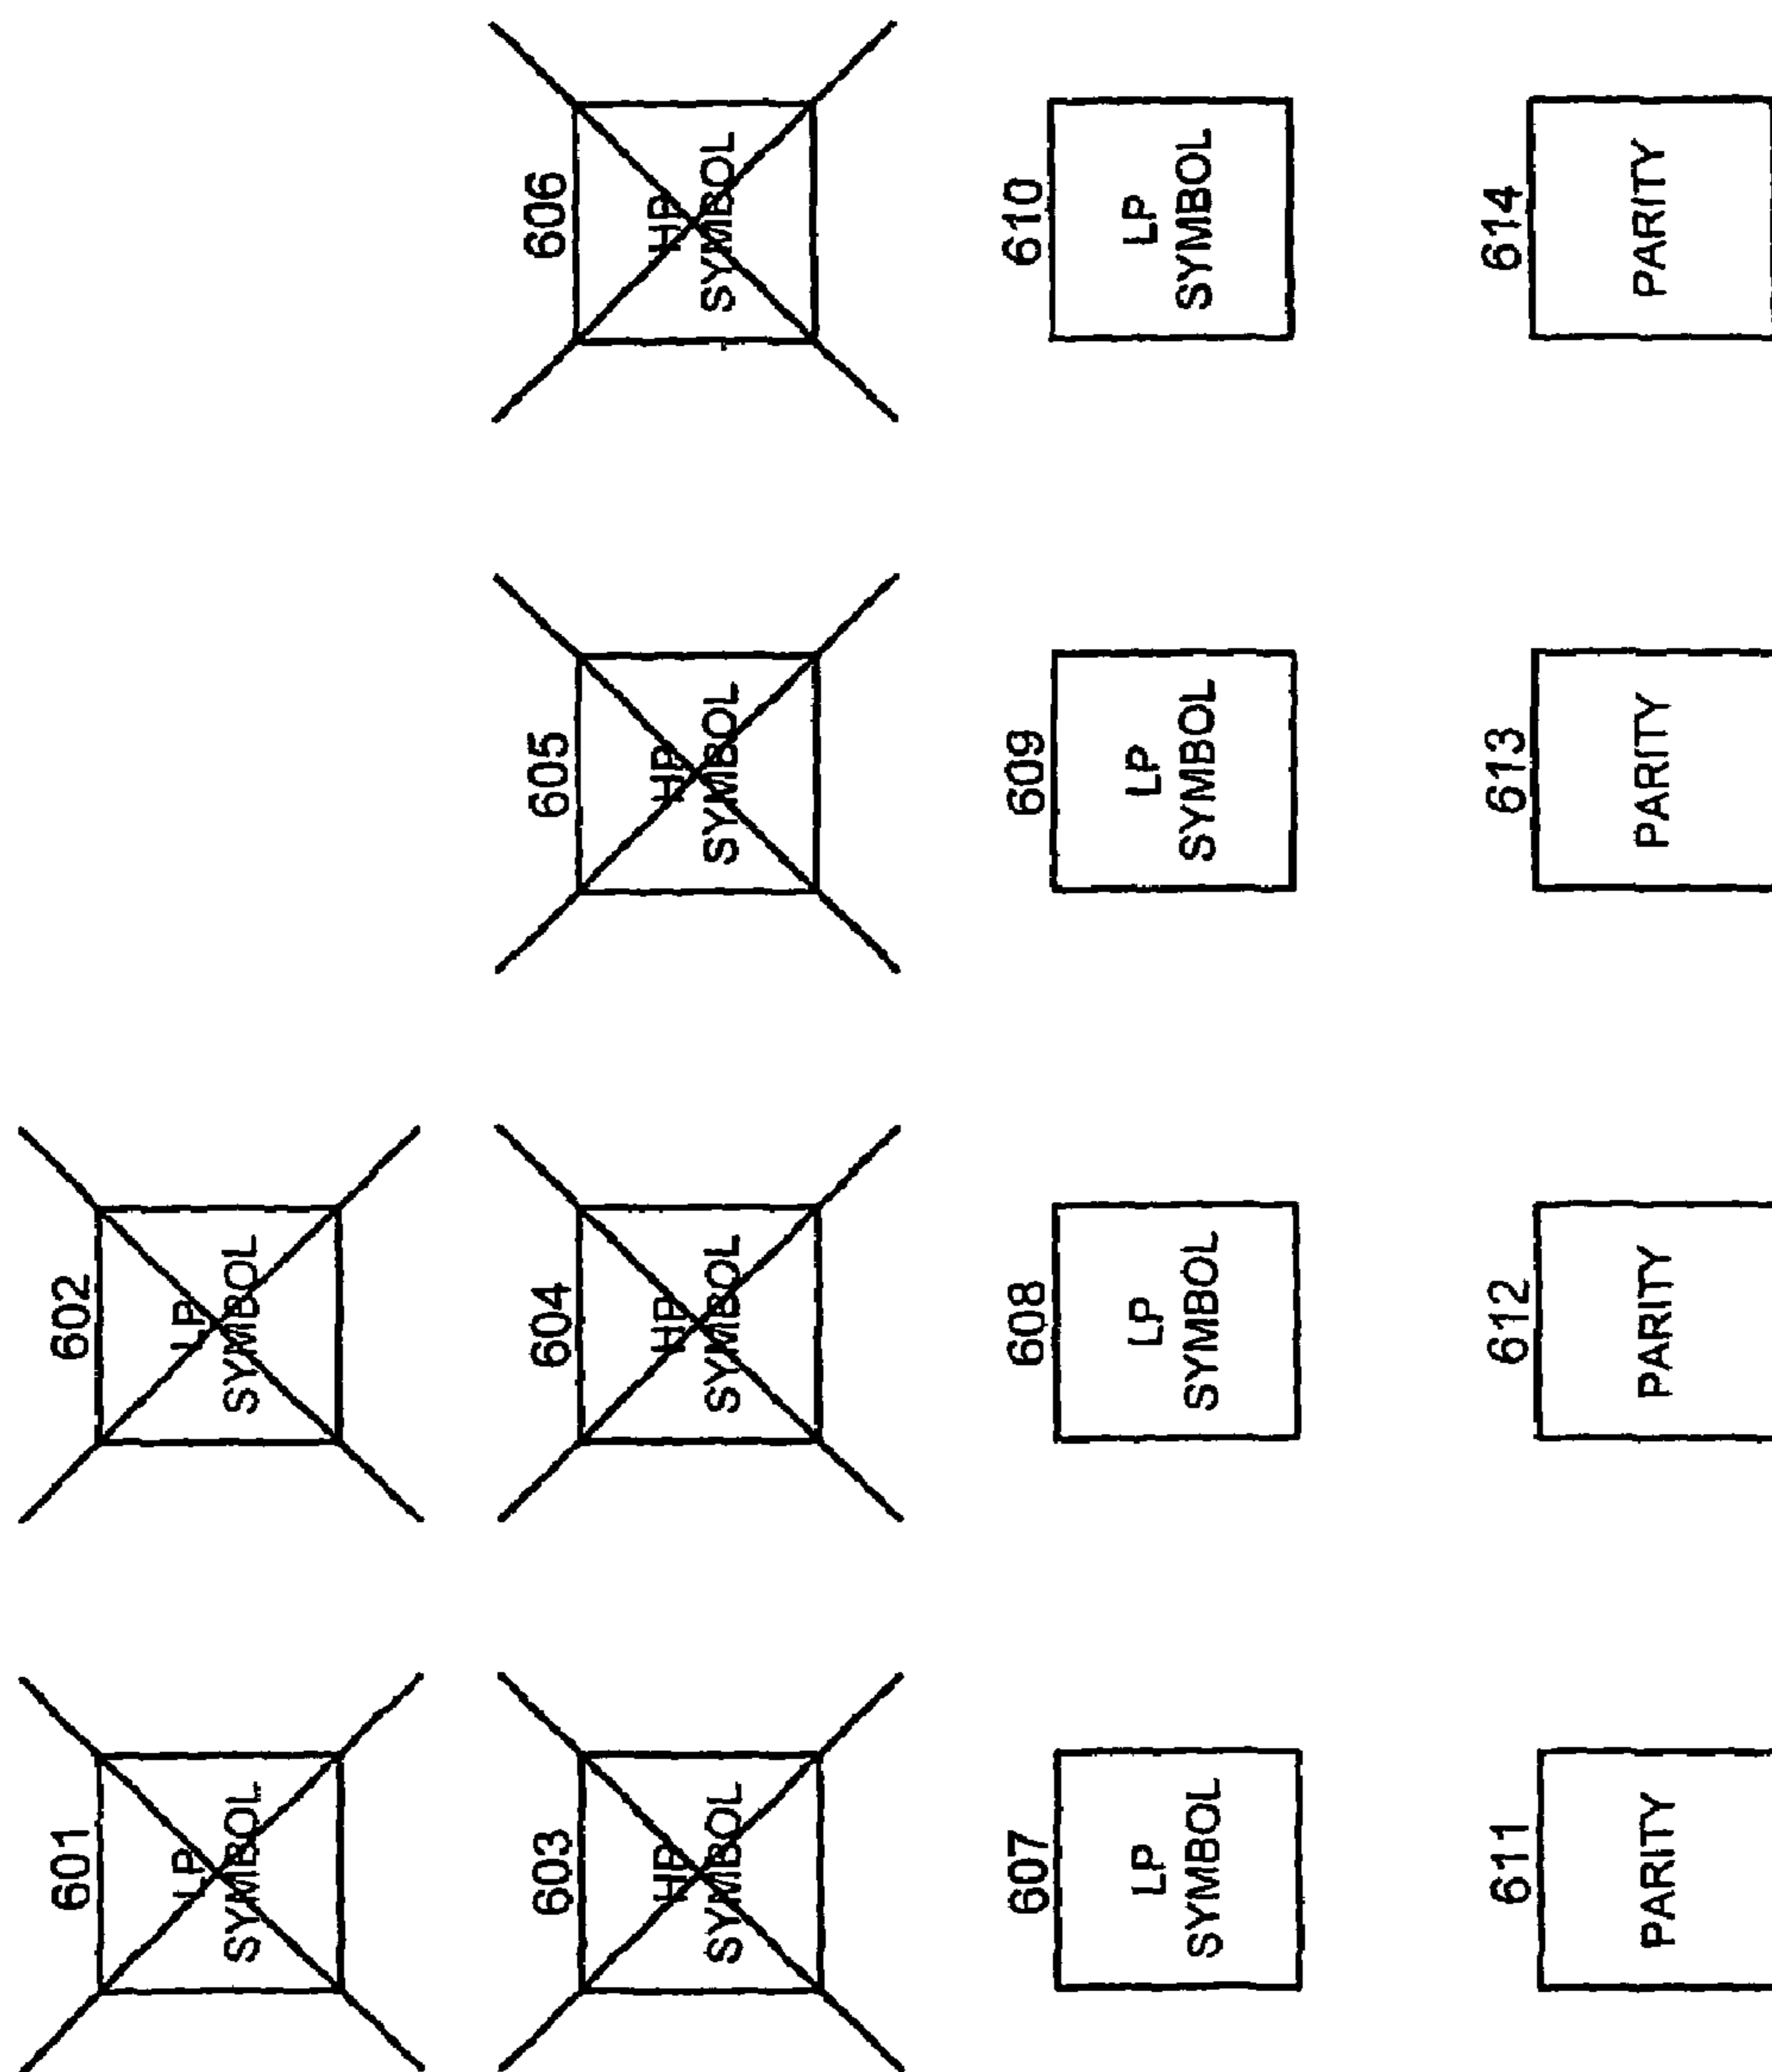 601
LP
SYMBOL
602
LP
SYMBOL
603
HP
SYMBOL
604
HP
SYMBOL
605
HP
SYMBOL
606
HP
SYMBOL
607
LP
SYMBOL
608
LP
SYMBOL
609
LP
SYMBOL
610
LP
SYMBOL
611
PARITY
612
PARITY
613
PARITY
614
PARITY